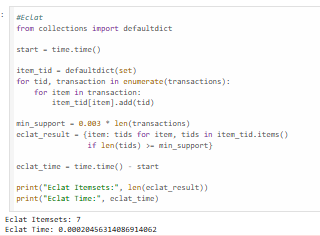 :
#Eclat
from collections import defaultdict
start = time.time()
item_tid = defaultdict(set)
for tid, transaction in enumerate(transactions):
    for item in transaction:
        item_tid[item].add(tid)
min_support = 0.003 * len(transactions)
eclat_result = {item: tids for item, tids in item_tid.items()
                if len(tids) >= min_support}
eclat_time = time.time() - start
print("Eclat Itemsets:", len(eclat_result))
print("Eclat Time:", eclat_time)
Eclat Itemsets: 7
Eclat Time: 0.00020456314086914062